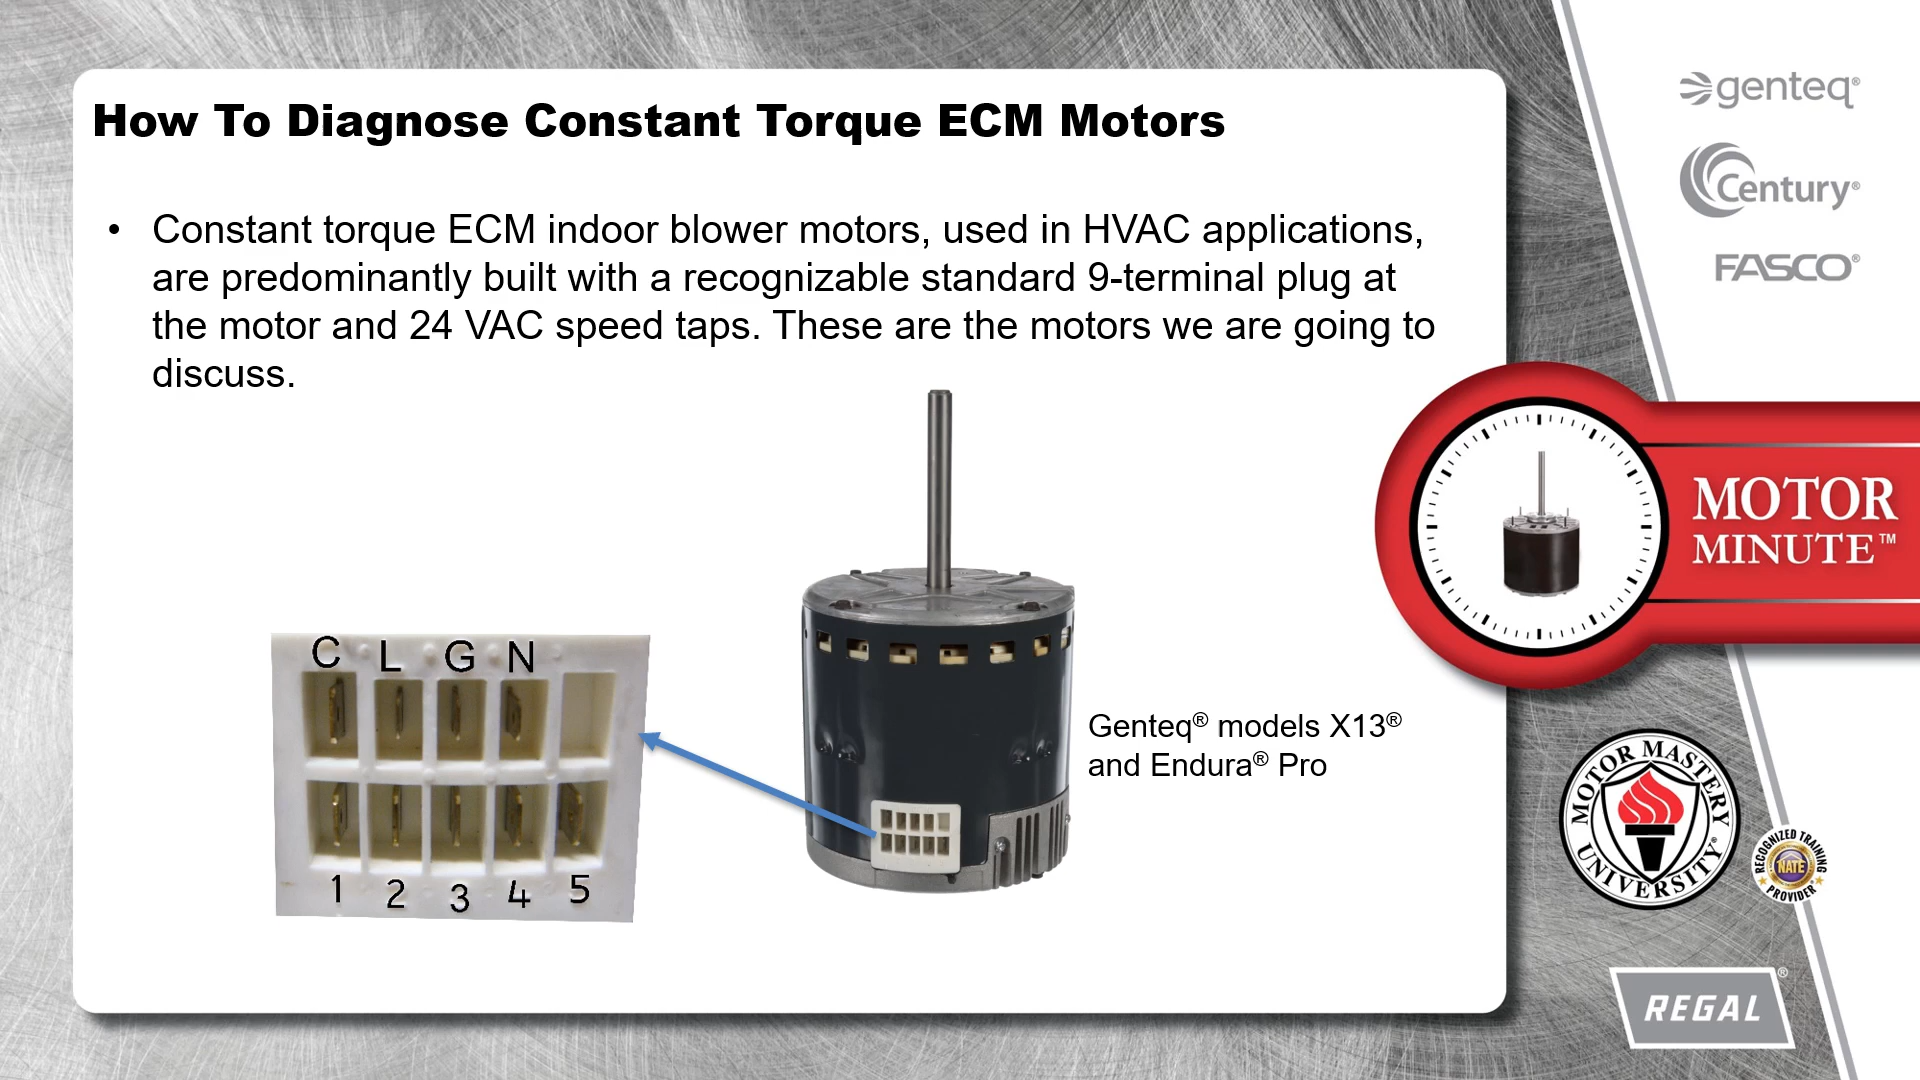 How To Diagnose Constant Torque ECM Motors
• Constant torque ECM indoor blower motors, used in HVAC applications,
are predominantly built with a recognizable standard 9-terminal plug at
the motor and 24 VAC speed taps. These are the motors we are going to
discuss.
C L G N
1 2 3 4 5
Genteq® models X13®
and Endura® Pro
genteq®
Century®
FASCO®
MOTOR
MINUTE™
MOTOR MASTERY
UNIVERSITY®
RECOGNIZED TRAINING
NATE
PROVIDER
REGAL®